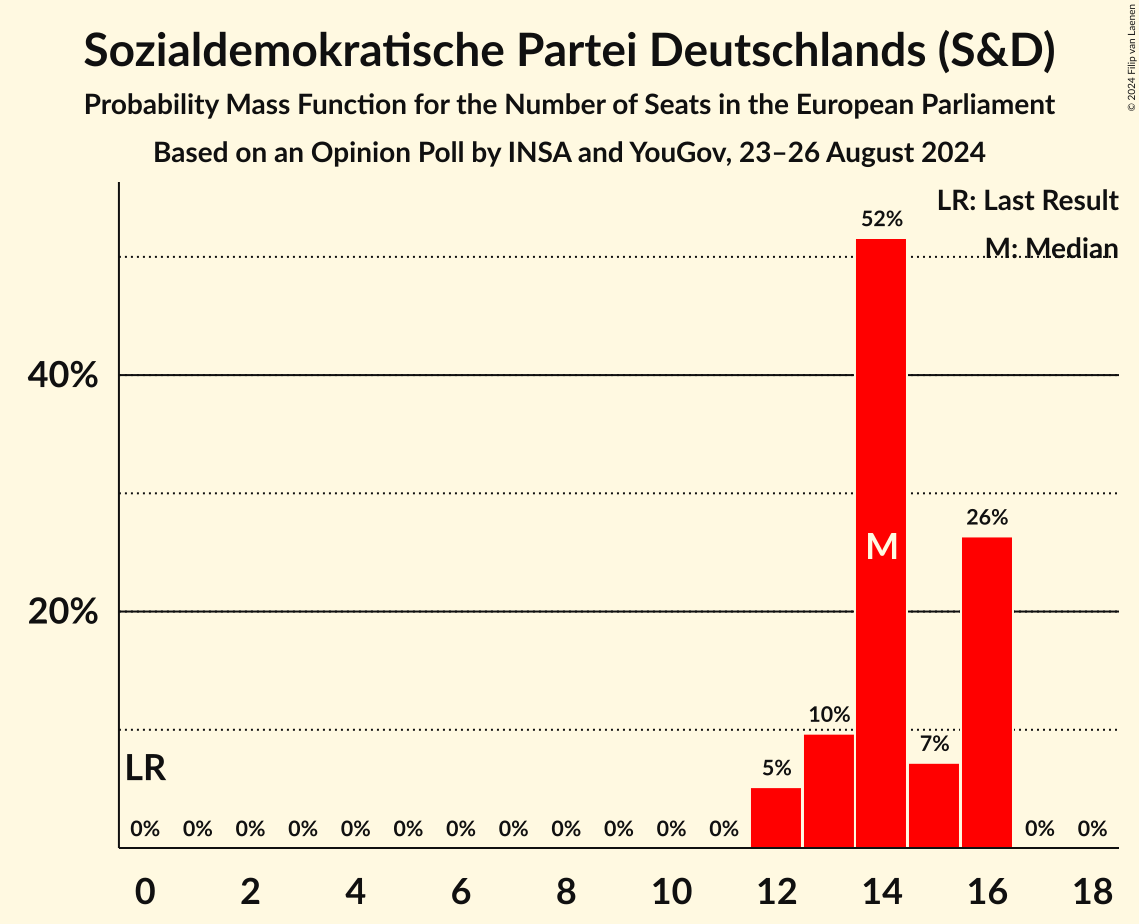 Sozialdemokratische Partei Deutschlands (S&D)
Probability Mass Function for the Number of Seats in the European Parliament
Based on an Opinion Poll by INSA and YouGov, 23–26 August 2024
© 2024 Filip van Laenen
LR: Last Result
M: Median
52%
40%
26%
M
20%
10%
7%
5%
LR
0% 0% 0% 0% 0% 0% 0% 0% 0% 0% 0% 0% 0% 0%
0 2 4 6 8 10 12 14 16 18